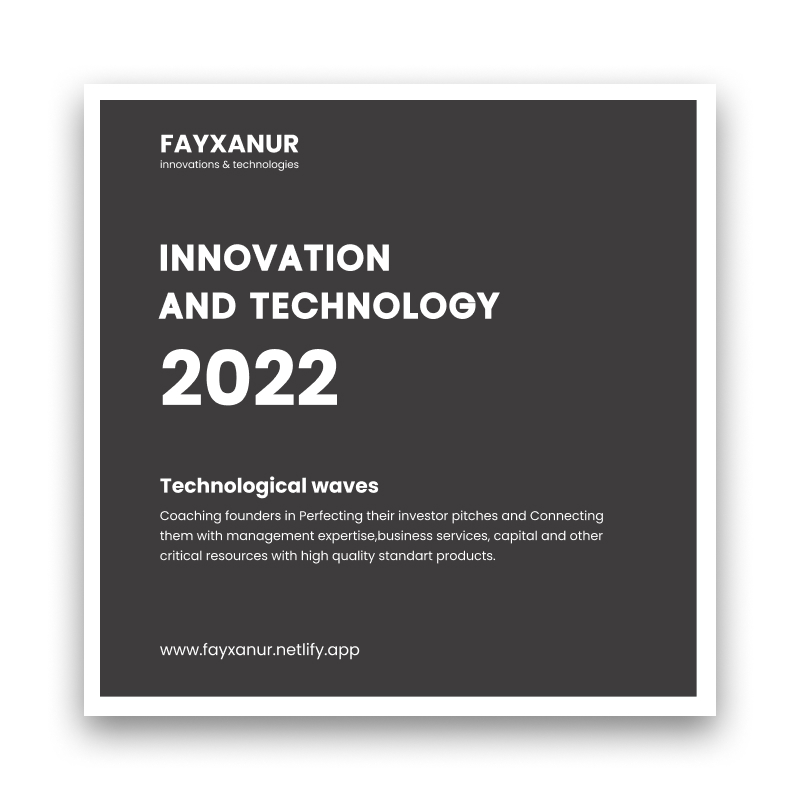 FAYXANUR
innovations & technologies
INNOVATION
AND TECHNOLOGY
2022
Technological waves
Coaching founders in Perfecting their investor pitches and Connecting
them with management expertise,business services, capital and other
critical resources with high quality standart products.
www.fayxanur.netlify.app